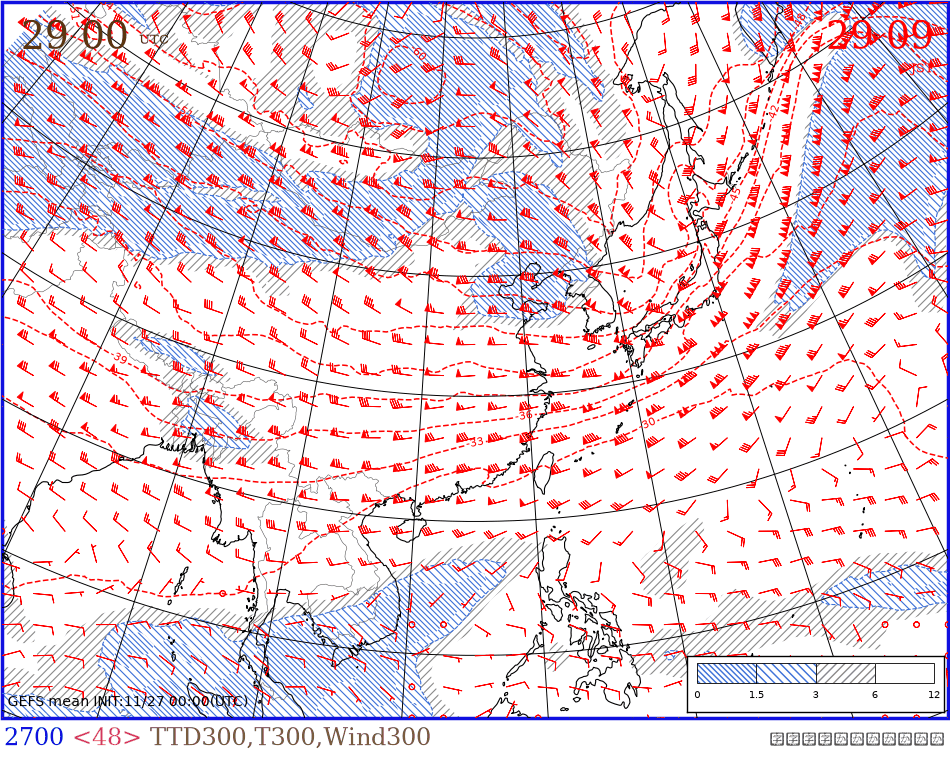 29-00 UTC 29-09
-39
-36
-33
-30
GEFS mean INIT:11/27 00:00(UTC)
0 1.5 3 6 12
2700 <48> TTD300,T300,Wind300